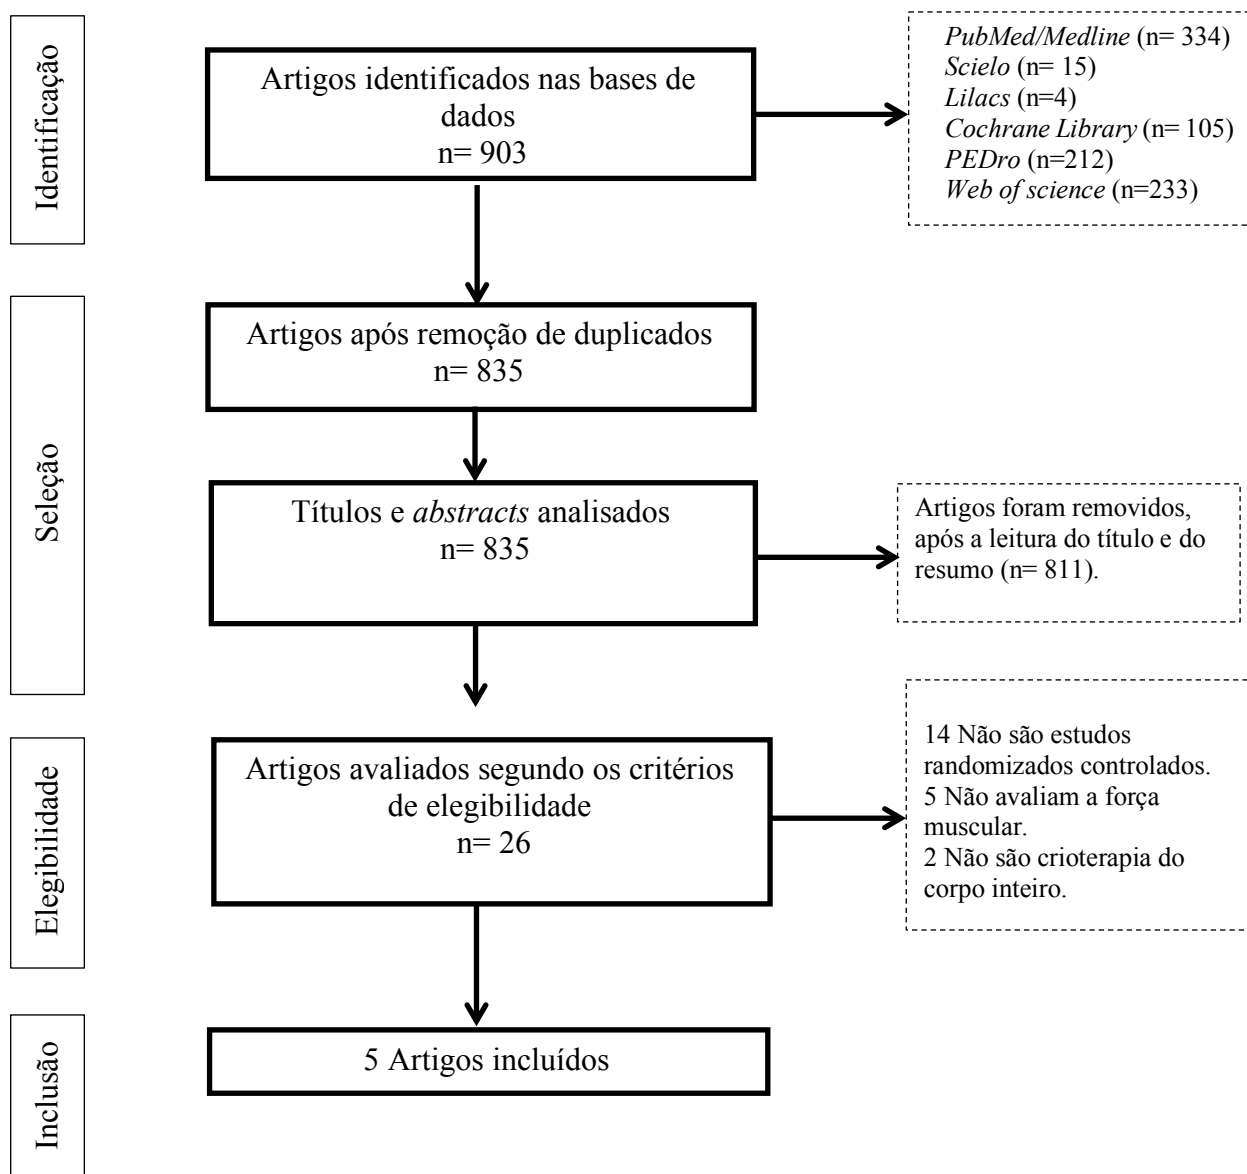 Identificação
Artigos identificados nas bases de
dados
n= 903
PubMed/Medline (n= 334)
Scielo (n= 15)
Lilacs (n=4)
Cochrane Library (n= 105)
PEDro (n=212)
Web of science (n=233)
Seleção
Artigos após remoção de duplicados
n= 835
Títulos e abstracts analisados
n= 835
Artigos foram removidos,
após a leitura do título e do
resumo (n= 811).
Elegibilidade
Artigos avaliados segundo os critérios
de elegibilidade
n= 26
14 Não são estudos
randomizados controlados.
5 Não avaliam a força
muscular.
2 Não são crioterapia do
corpo inteiro.
Inclusão
5 Artigos incluídos